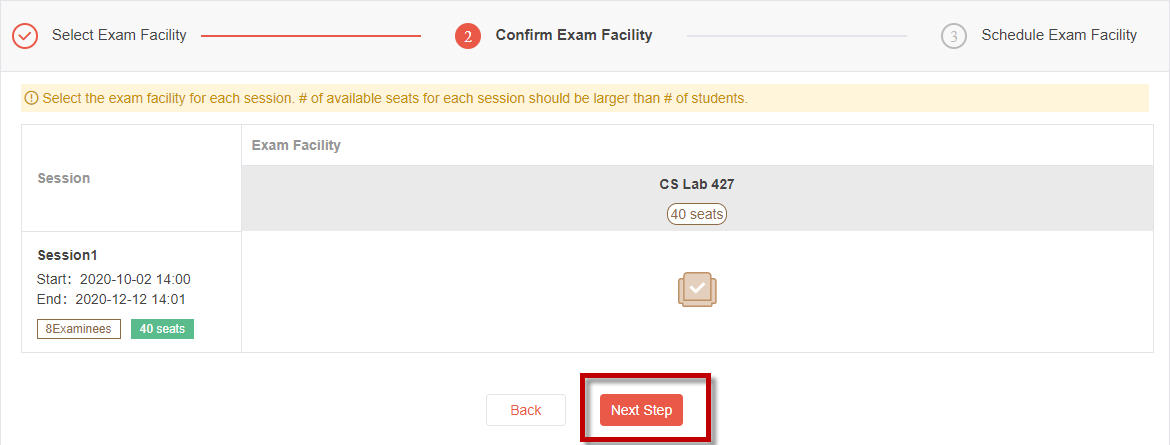 Select Exam Facility
2 Confirm Exam Facility
3 Schedule Exam Facility
Select the exam facility for each session. # of available seats for each session should be larger than # of students.
Session
Exam Facility
CS Lab 427
40 seats
Session1
Start：2020-10-02 14:00
End：2020-12-12 14:01
8Examinees 40 seats
Back Next Step